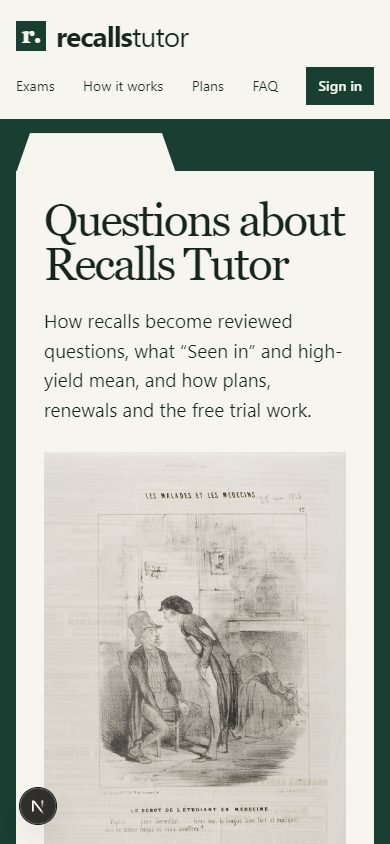 r. recallstutor
Exams How it works Plans FAQ Sign in
Questions about
Recalls Tutor
How recalls become reviewed
questions, what “Seen in” and high-
yield mean, and how plans,
renewals and the free trial work.
LES MALADES ET LES MÉDECINS.
LE DEBUT DE L'ETUDIANT EN MEDECINE.
N